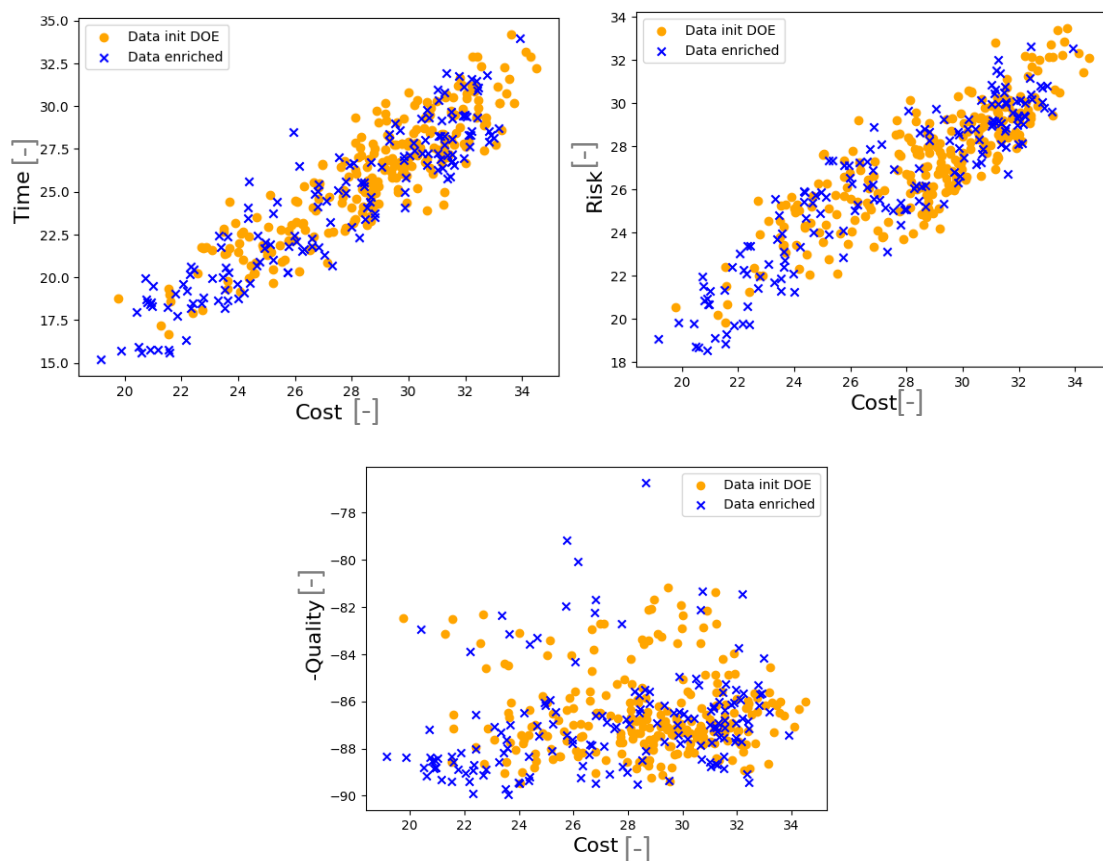 35.0
32.5
30.0
27.5
25.0
22.5
20.0
17.5
15.0
Time [-]
Data init DOE
Data enriched
20 22 24 26 28 30 32 34
Cost [-]
34
32
30
28
26
24
22
20
18
Risk [-]
Data init DOE
Data enriched
20 22 24 26 28 30 32 34
Cost[-]
−78
−80
−82
−84
−86
−88
−90
-Quality [-]
Data init DOE
Data enriched
20 22 24 26 28 30 32 34
Cost [-]